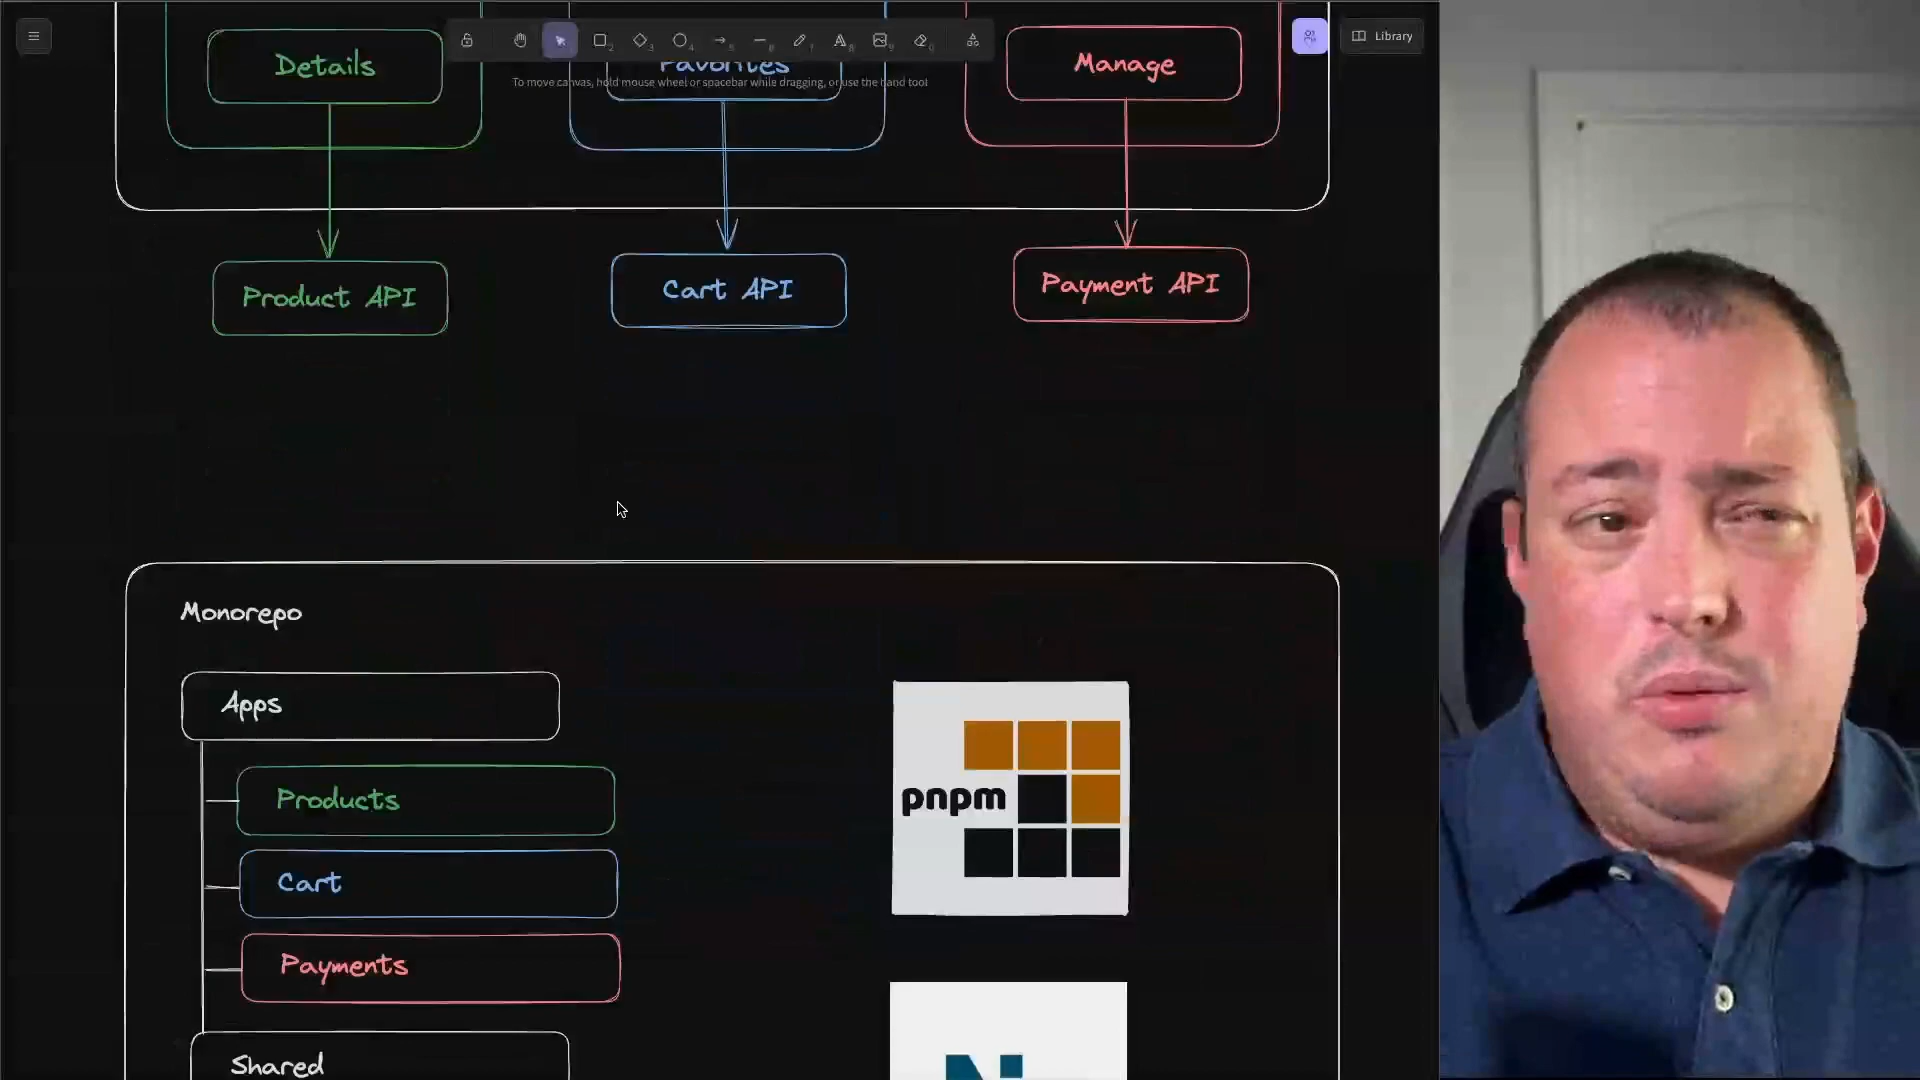 Details
Favorites
Manage
Library
To move canvas, hold mouse wheel or spacebar while dragging, or use the hand tool
Product API
Cart API
Payment API
Monorepo
Apps
Products
Cart
Payments
Shared
pnpm